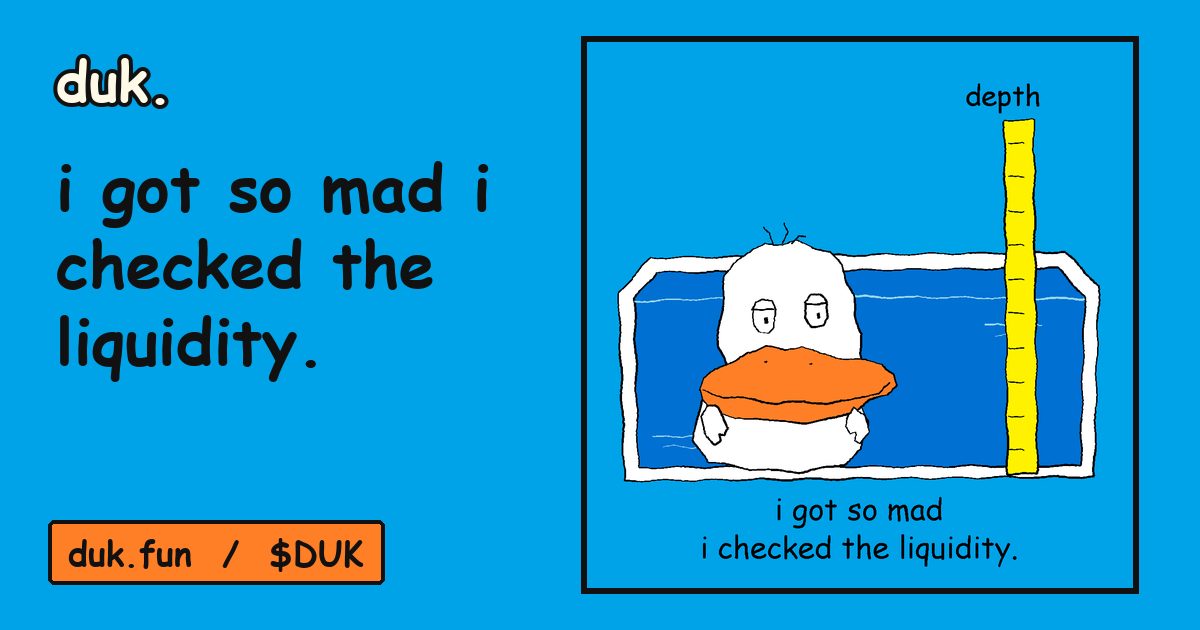 duk.
i got so mad i
checked the
liquidity.
duk.fun / $DUK
depth
i got so mad
i checked the liquidity.